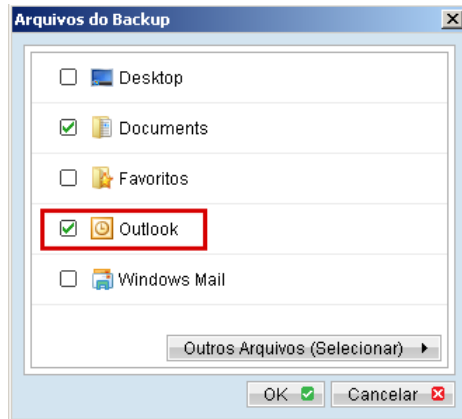 Arquivos do Backup
Desktop
Documents
Favoritos
Outlook
Windows Mail
Outros Arquivos (Selecionar)
OK Cancelar